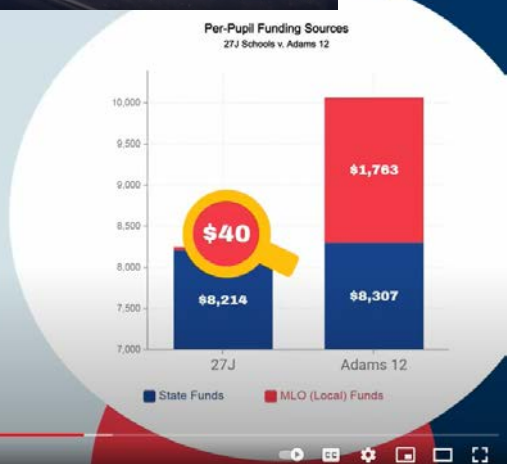 Per-Pupil Funding Sources
27J Schools v. Adams 12
10,000
9,500
9,000
8,500
8,000
7,500
7,000
$1,763
$40
$8,214
$8,307
27J
Adams 12
State Funds
MLO (Local) Funds
CC